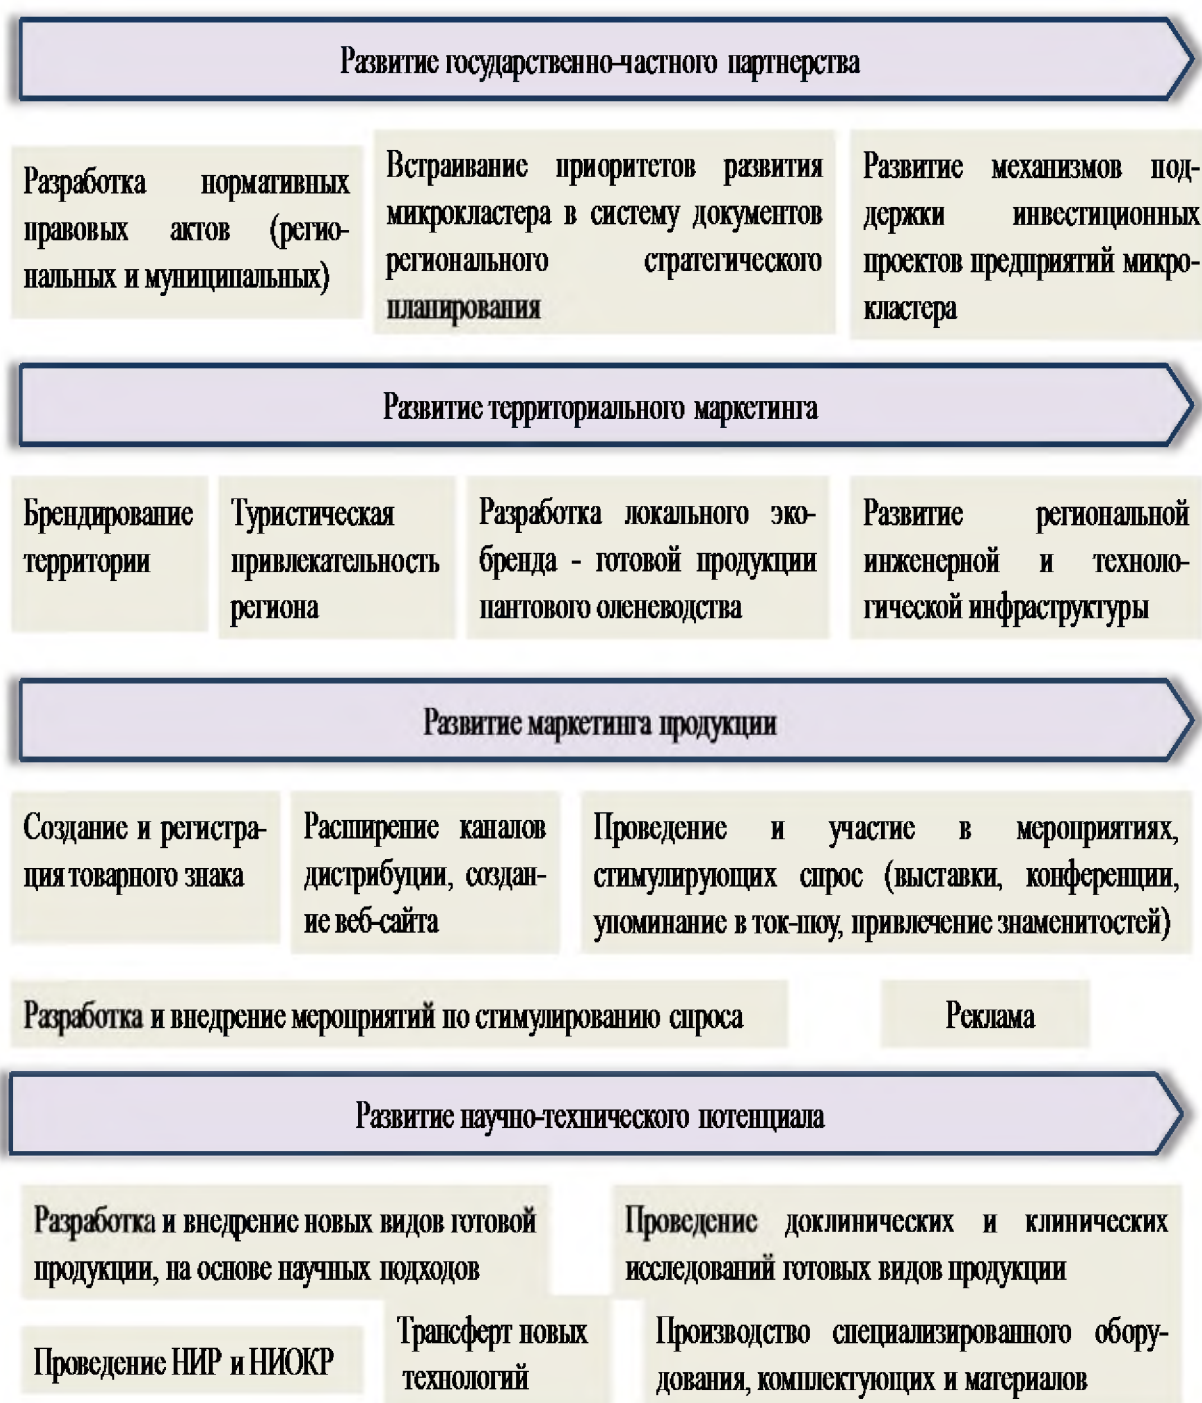 Развитие государственно-частного партнерства
Разработка нормативных
правовых актов (регио-
нальных и муниципальных)
Встраивание приоритетов развития
микрокластера в систему документов
регионального стратегического
планирования
Развитие механизмов под-
держки инвестиционных
проектов предприятий микро-
кластера
Развитие территориального маркетинга
Брендирование
территории
Туристическая
привлекательность
региона
Разработка локального эко-
бренда - готовой продукции
пантового оленеводства
Развитие региональной
инженерной и техноло-
гической инфраструктуры
Развитие маркетинга продукции
Создание и регистра-
ция товарного знака
Расширение каналов
дистрибуции, создан-
ие веб-сайта
Проведение и участие в мероприятиях,
стимулирующих спрос (выставки, конференции,
упоминание в ток-шоу, привлечение знаменитостей)
Разработка и внедрение мероприятий по стимулированию спроса
Реклама
Развитие научно-технического потенциала
Разработка и внедрение новых видов готовой
продукции, на основе научных подходов
Проведение доклинических и клинических
исследований готовых видов продукции
Проведение НИР и НИОКР
Трансферт новых
технологий
Производство специализированного обору-
дования, комплектующих и материалов